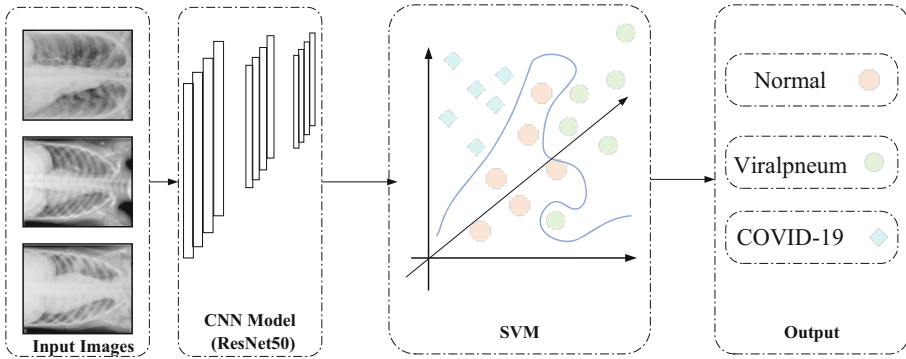 Input Images
CNN Model
(ResNet50)
SVM
Normal
Viralpneum
COVID-19
Output